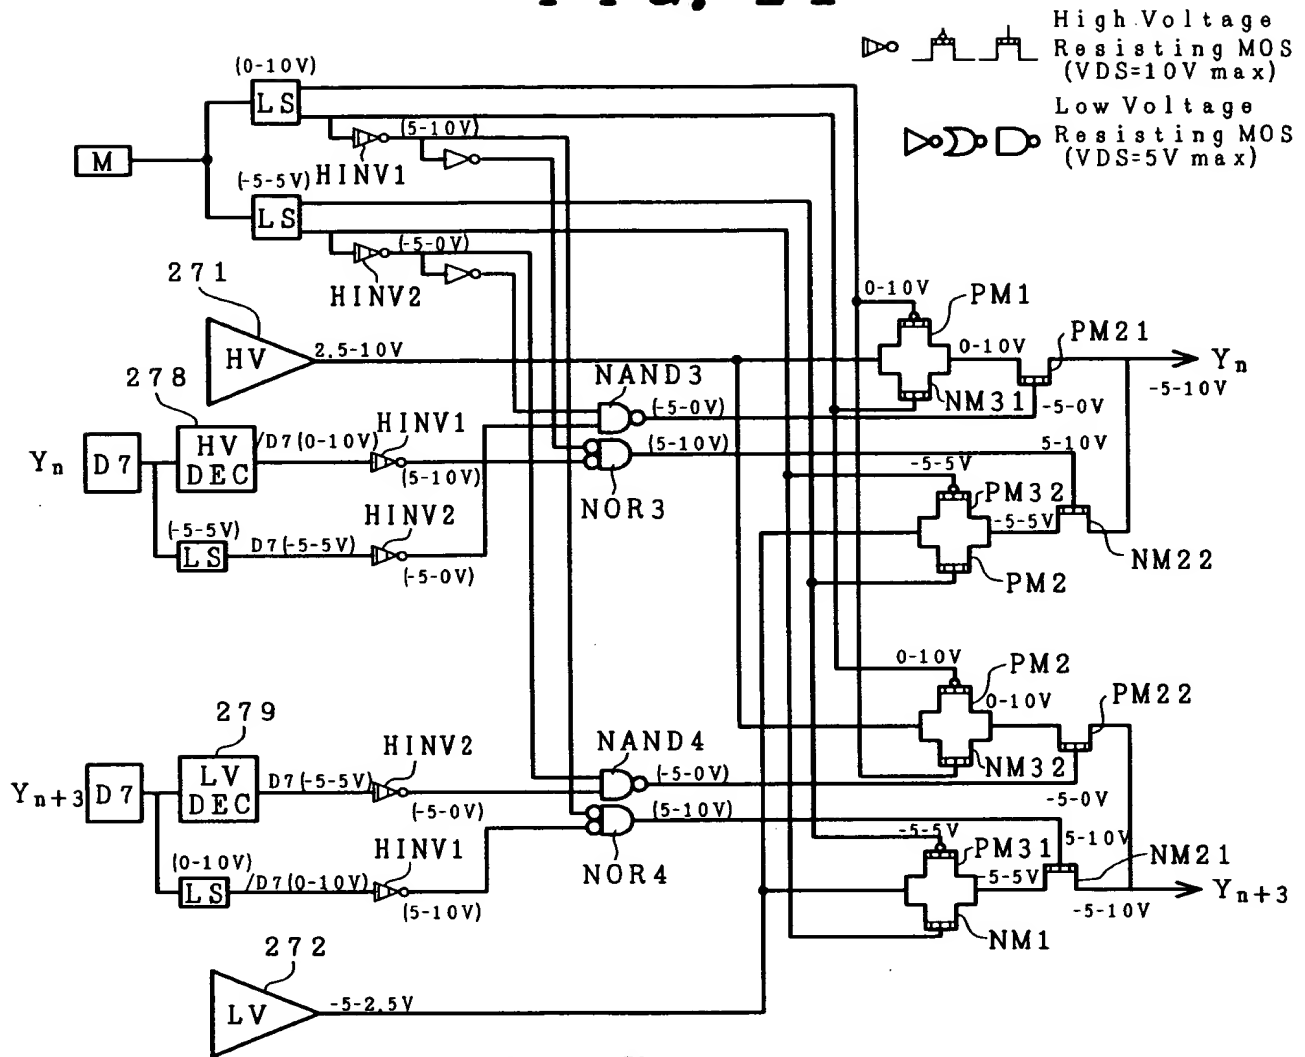 High Voltage
Resisting MOS
(VDS=10V max)
Low Voltage
Resisting MOS
(VDS=5V max)
(0-10V)
LS
(5-10V)
HINV1
M
(-5-5V)
LS
(-5-0V)
HINV2
271
HV
2.5-10V
0-10V
PM1
0-10V
PM21
Yn
-5-10V
NM31
-5-0V
278
NAND3
(-5-0V)
Yn
D7
HV
DEC
/D7(0-10V)
HINV1
(5-10V)
(5-10V)
5-10V
NOR3
-5-5V
PM32
-5-5V
NM22
PM2
(-5-5V)
LS
D7(-5-5V)
HINV2
(-5-0V)
0-10V
PM2
0-10V
PM22
NM32
-5-0V
279
NAND4
(-5-0V)
Yn+3
D7
LV
DEC
D7(-5-5V)
HINV2
(-5-0V)
(5-10V)
5-10V
NOR4
-5-5V
PM31
-5-5V
NM21
Yn+3
-5-10V
NM1
(0-10V)
LS
/D7(0-10V)
HINV1
(5-10V)
272
LV
-5-2.5V